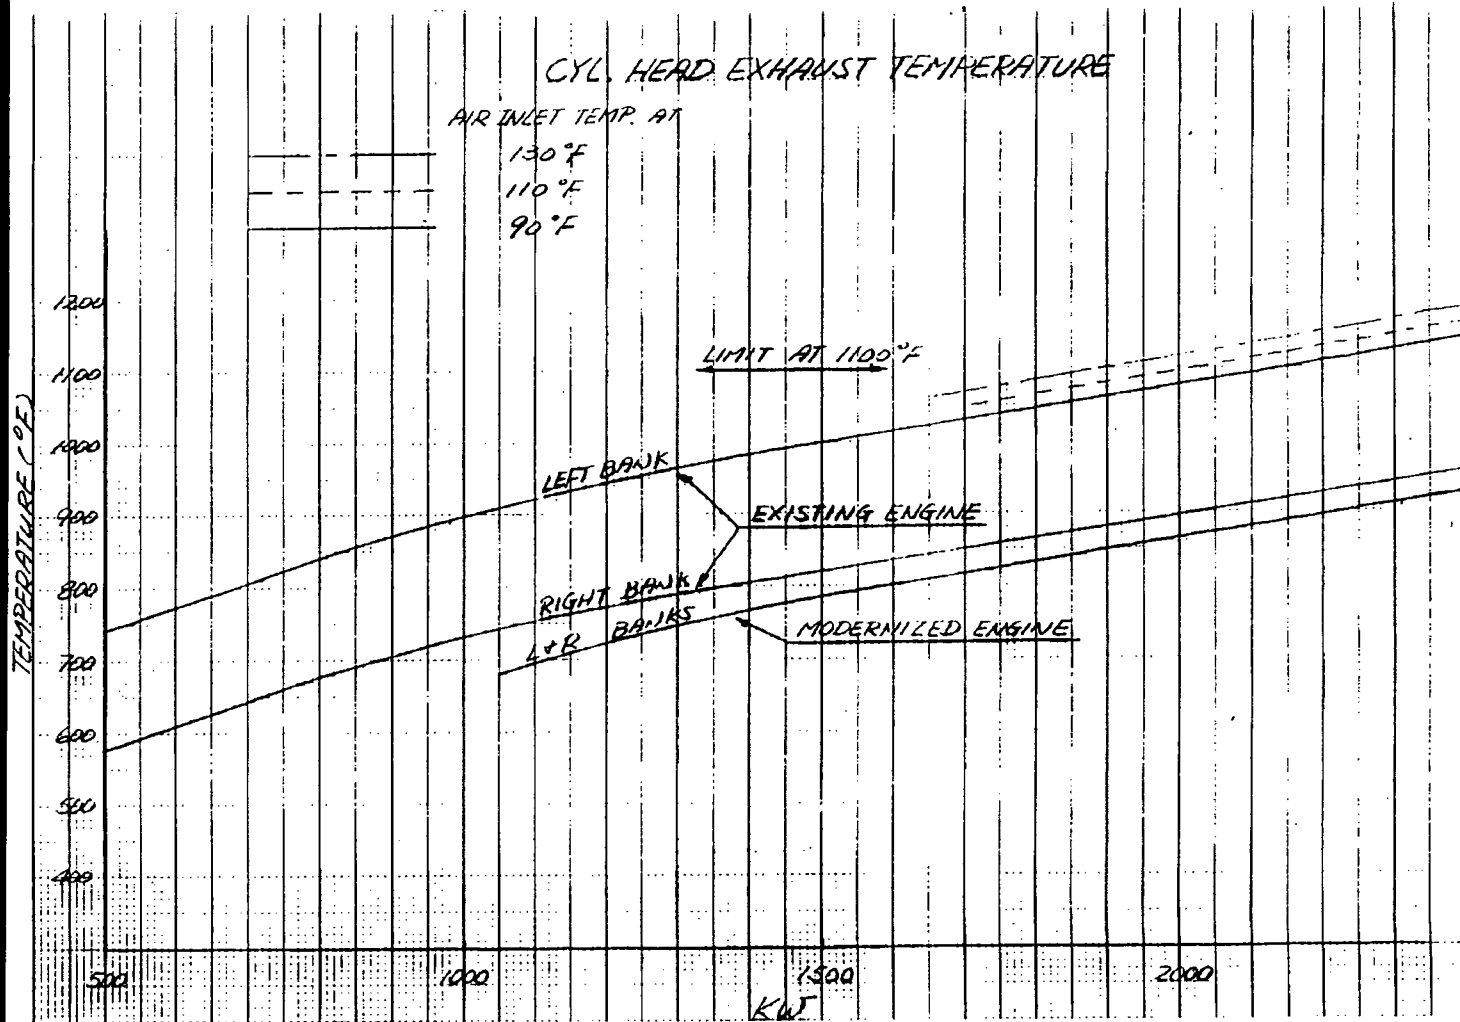 CYL. HEAD EXHAUST TEMPERATURE
AIR INLET TEMP. AT
130°F
110°F
90°F
1200
1100
1000
900
800
700
600
500
400
TEMPERATURE (°F)
LIMIT AT 1100°F
LEFT BANK
EXISTING ENGINE
RIGHT BANK
L+R BANKS
MODERNIZED ENGINE
500
1000
1500
2000
KW